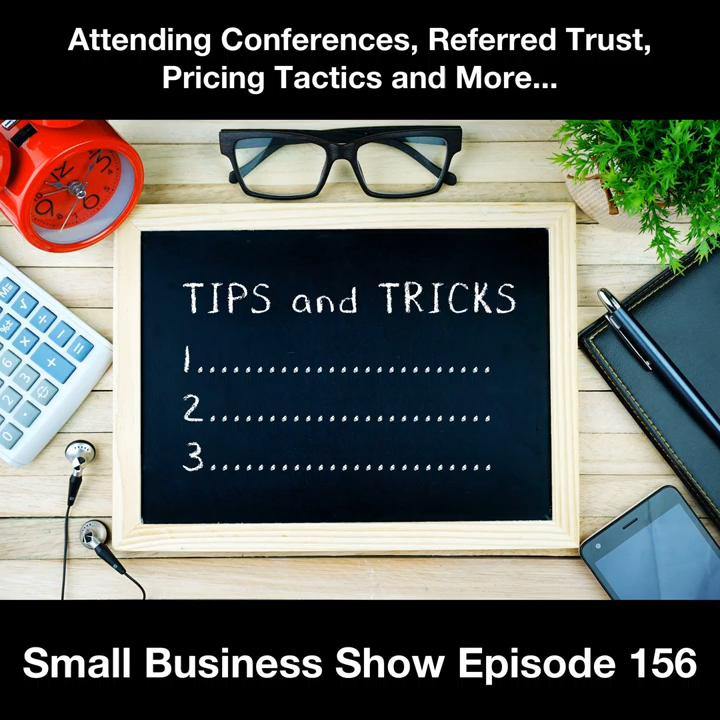 Attending Conferences, Referred Trust,
Pricing Tactics and More...
TIPS and TRICKS
1........................
2........................
3........................
Small Business Show Episode 156